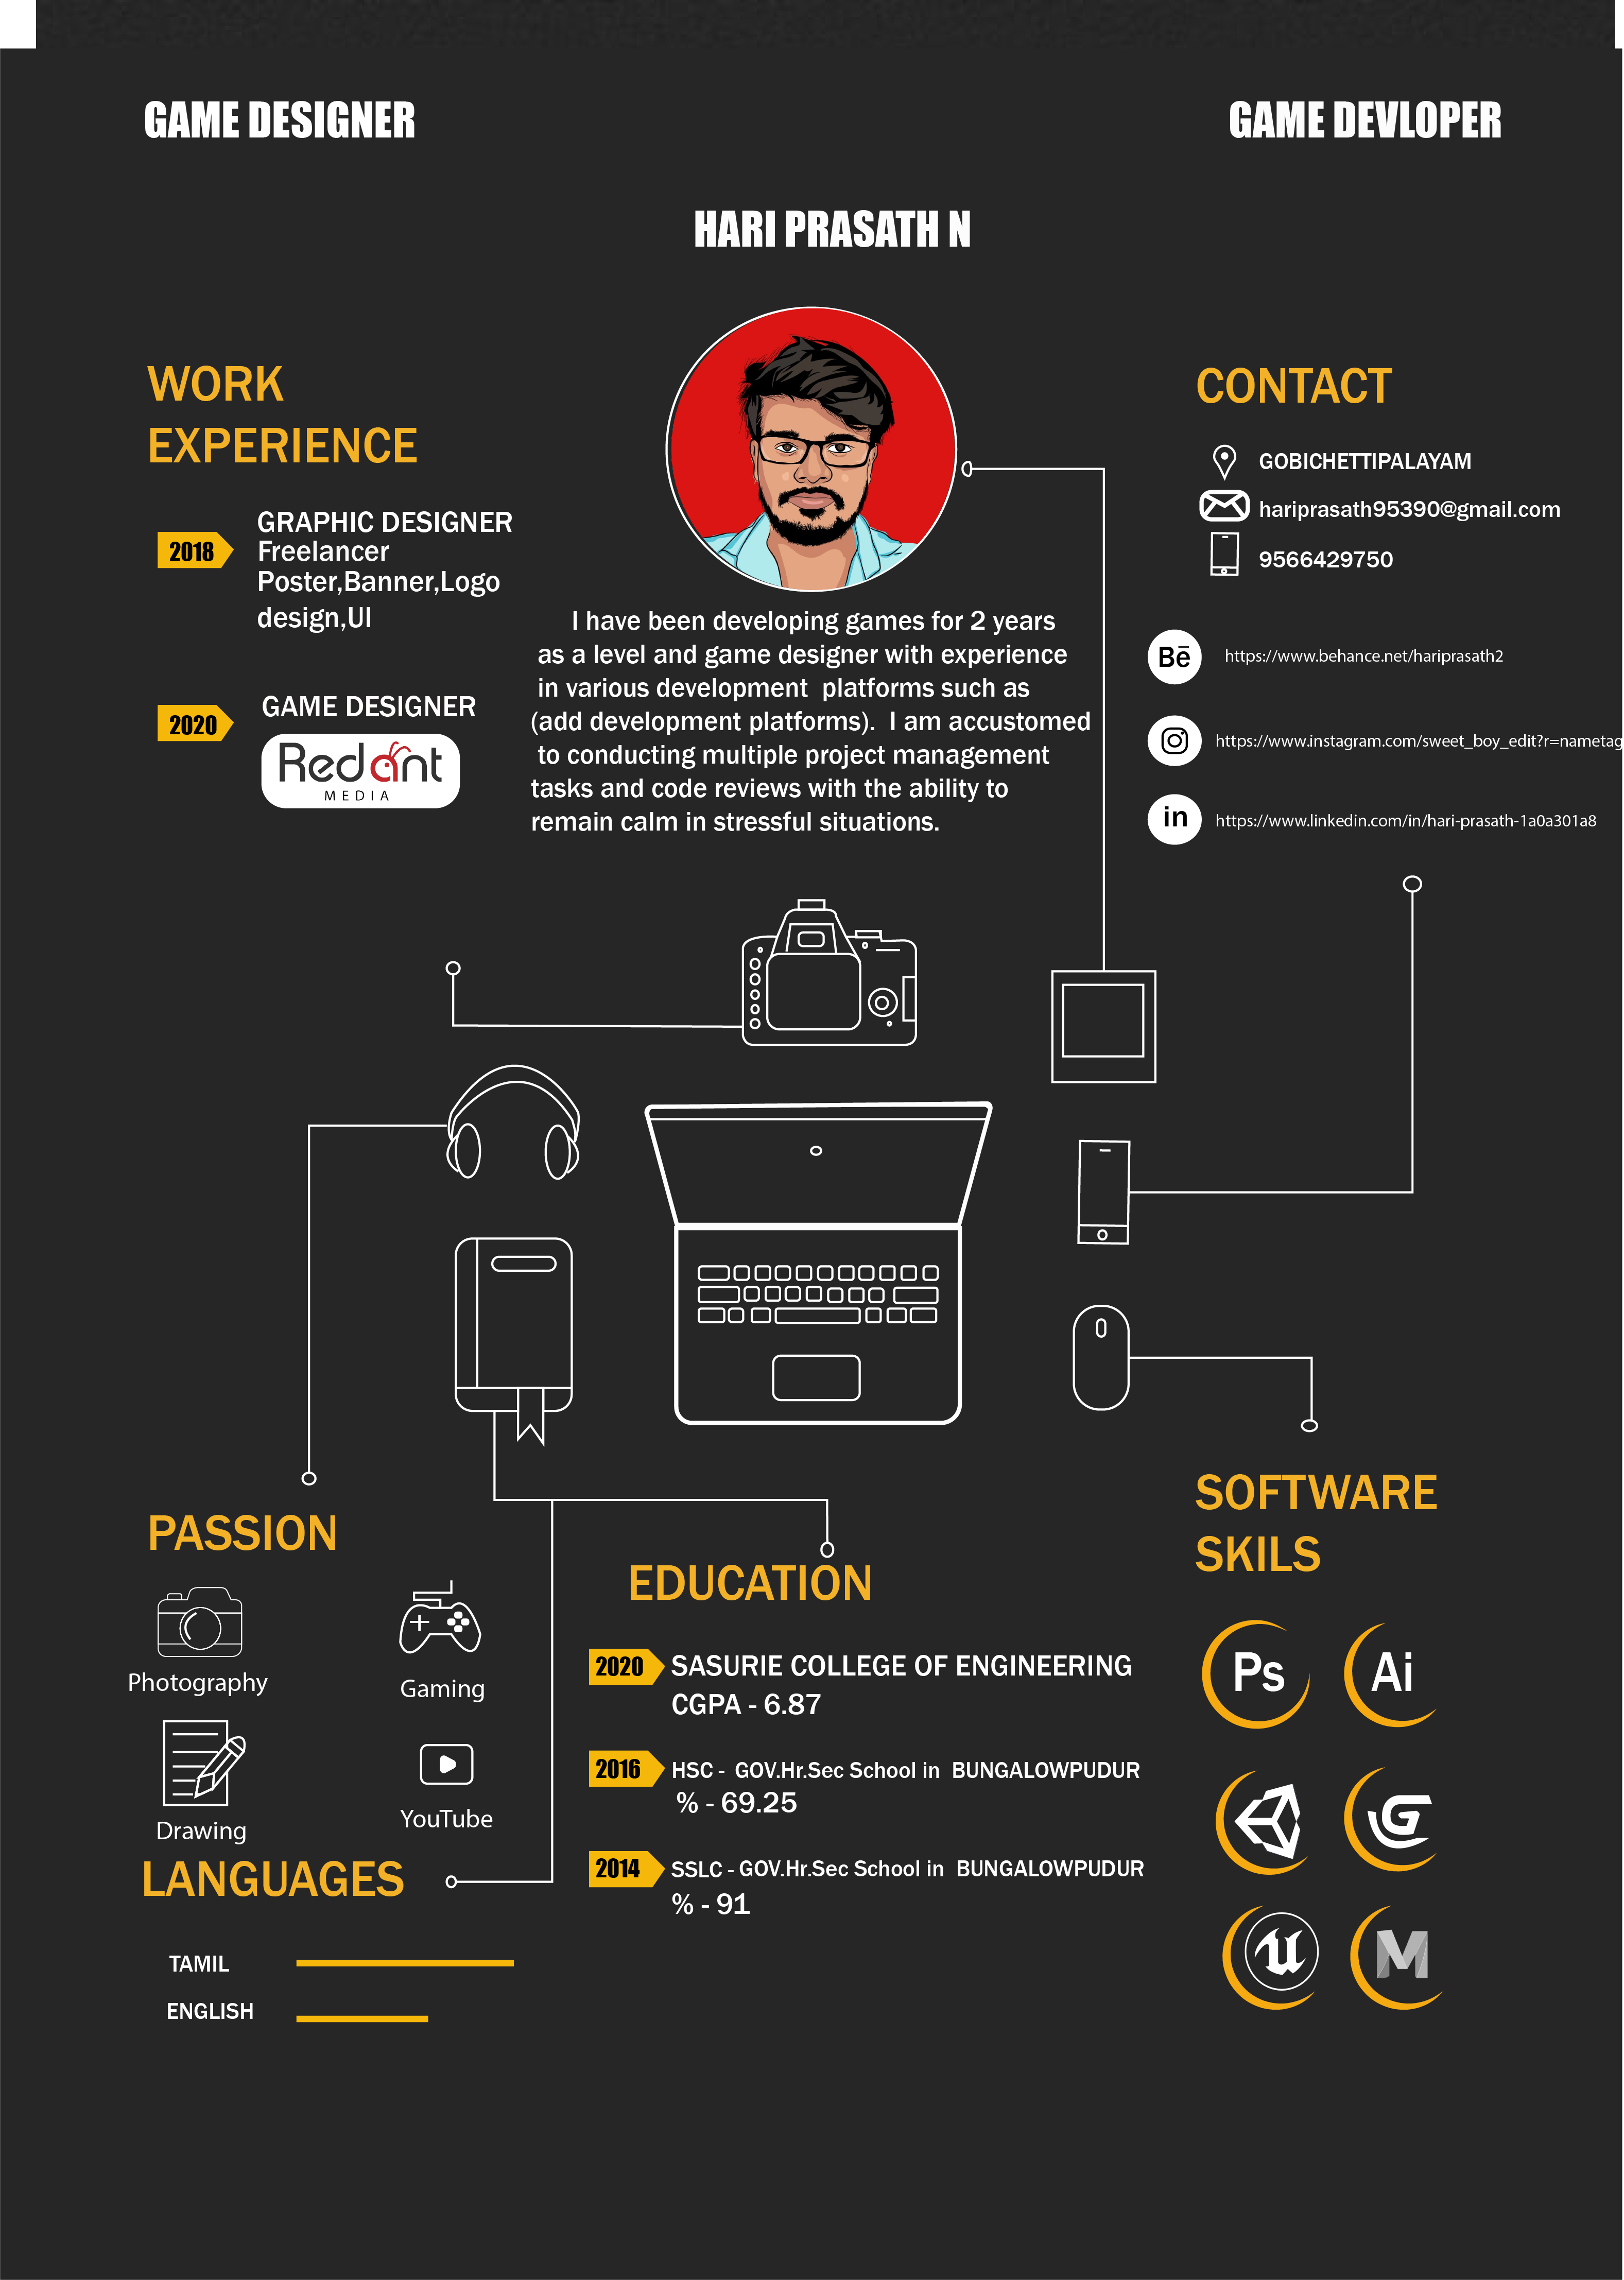 GAME DESIGNER
GAME DEVLOPER
HARI PRASATH N
WORK
EXPERIENCE
2018
GRAPHIC DESIGNER
Freelancer
Poster,Banner,Logo
design,UI
2020
GAME DESIGNER
Redant
MEDIA
I have been developing games for 2 years
as a level and game designer with experience
in various development platforms such as
(add development platforms). I am accustomed
to conducting multiple project management
tasks and code reviews with the ability to
remain calm in stressful situations.
CONTACT
GOBICHETTIPALAYAM
hariprasath95390@gmail.com
9566429750
Bē https://www.behance.net/hariprasath2
https://www.instagram.com/sweet_boy_edit?r=nametag
in https://www.linkedin.com/in/hari-prasath-1a0a301a8
PASSION
Photography
Gaming
Drawing
YouTube
LANGUAGES
TAMIL
ENGLISH
EDUCATION
2020 SASURIE COLLEGE OF ENGINEERING
CGPA - 6.87
2016 HSC - GOV.Hr.Sec School in BUNGALOWPUDUR
% - 69.25
2014 SSLC - GOV.Hr.Sec School in BUNGALOWPUDUR
% - 91
SOFTWARE
SKILS
Ps Ai
G
U M